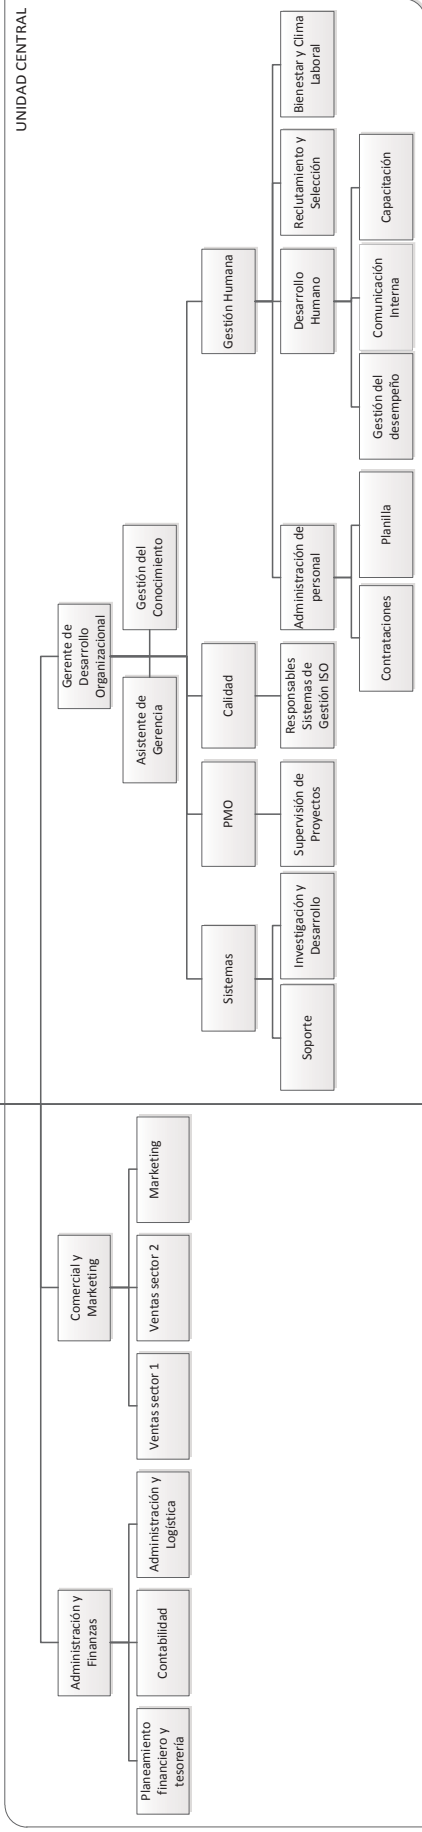 UNIDAD CENTRAL
Administración y
Finanzas
Comercial y
Marketing
Gerente de
Desarrollo
Organizacional
Asistente de
Gerencia
Gestión del
Conocimiento
Planeamiento
financiero y
tesorería
Contabilidad
Administración y
Logística
Ventas sector 1
Ventas sector 2
Marketing
Sistemas
PMO
Calidad
Gestión Humana
Soporte
Investigación y
Desarrollo
Supervisión de
Proyectos
Responsables
Sistemas de
Gestión ISO
Administración de
personal
Desarrollo
Humano
Reclutamiento y
Selección
Bienestar y Clima
Laboral
Contrataciones
Planilla
Gestión del
desempeño
Comunicación
Interna
Capacitación